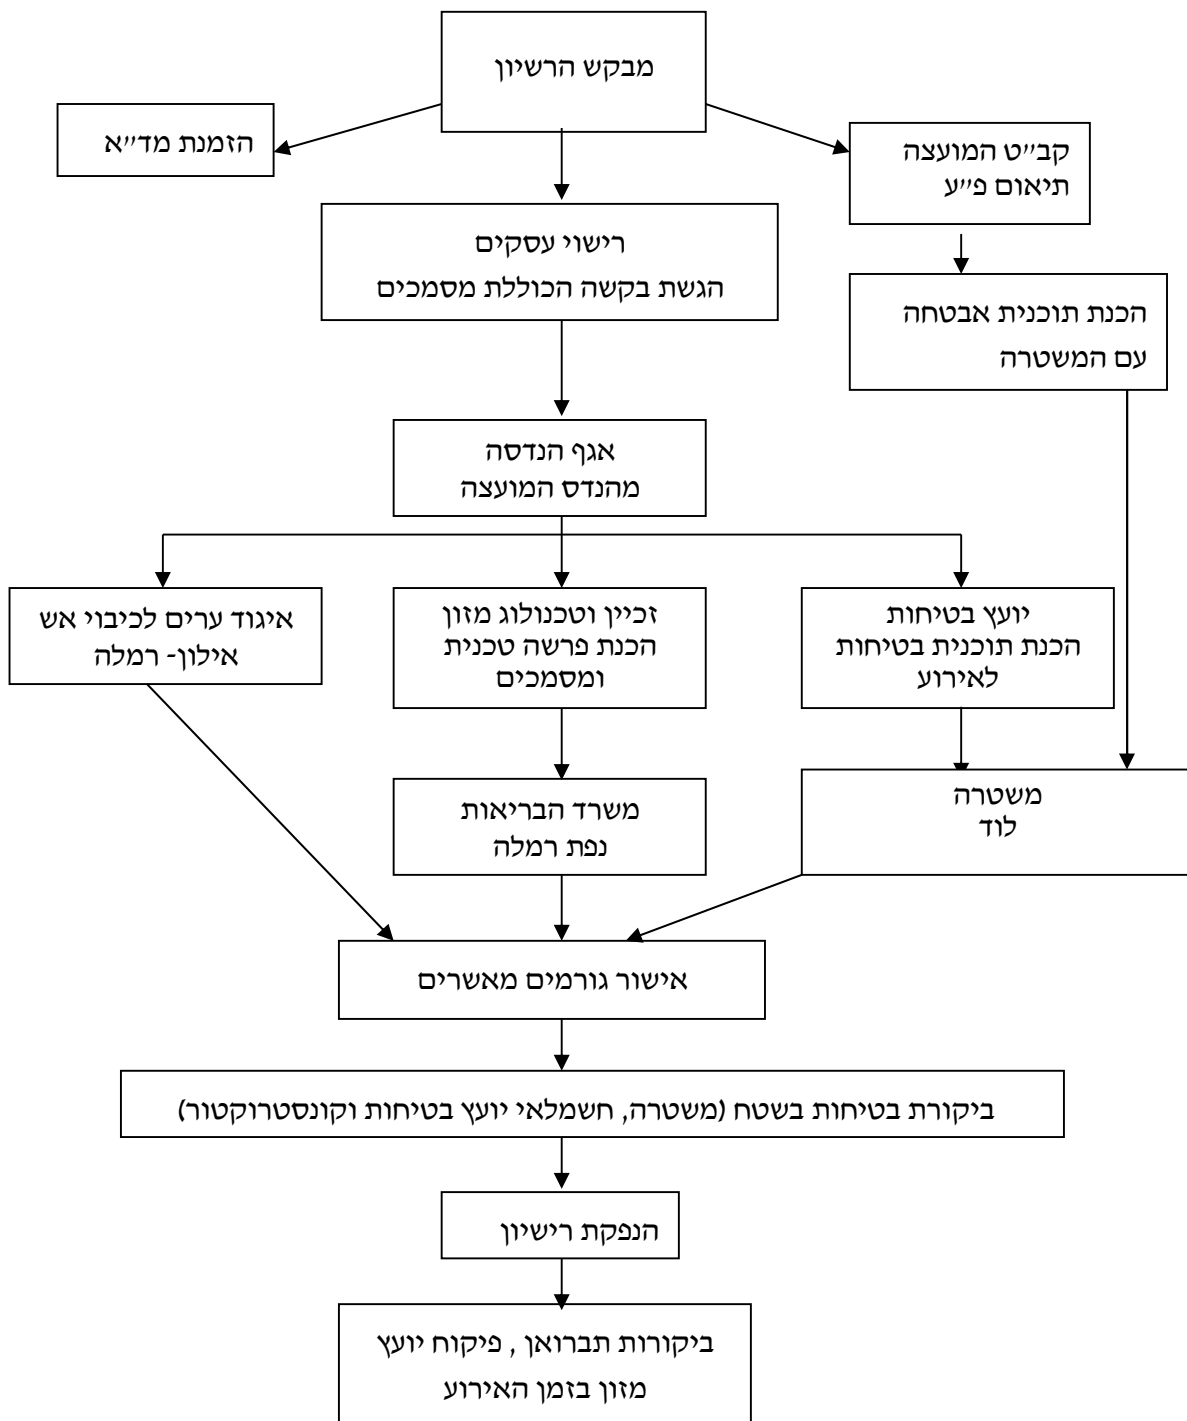 מבקש הרשיון
הזמנת מד״א
קב״ט המועצה
תיאום פ״ע
רישוי עסקים
הגשת בקשה הכוללת מסמכים
הכנת תוכנית אבטחה
עם המשטרה
אגף הנדסה
מהנדס המועצה
יועץ בטיחות
הכנת תוכנית בטיחות
לאירוע
זכיין וטכנולוג מזון
הכנת פרשה טכנית
ומסמכים
איגוד ערים לכיבוי אש
אילון- רמלה
משטרה
לוד
משרד הבריאות
נפת רמלה
אישור גורמים מאשרים
ביקורת בטיחות בשטח (משטרה, חשמלאי יועץ בטיחות וקונסטרוקטור)
הנפקת רישיון
ביקורות תברואן , פיקוח יועץ
מזון בזמן האירוע